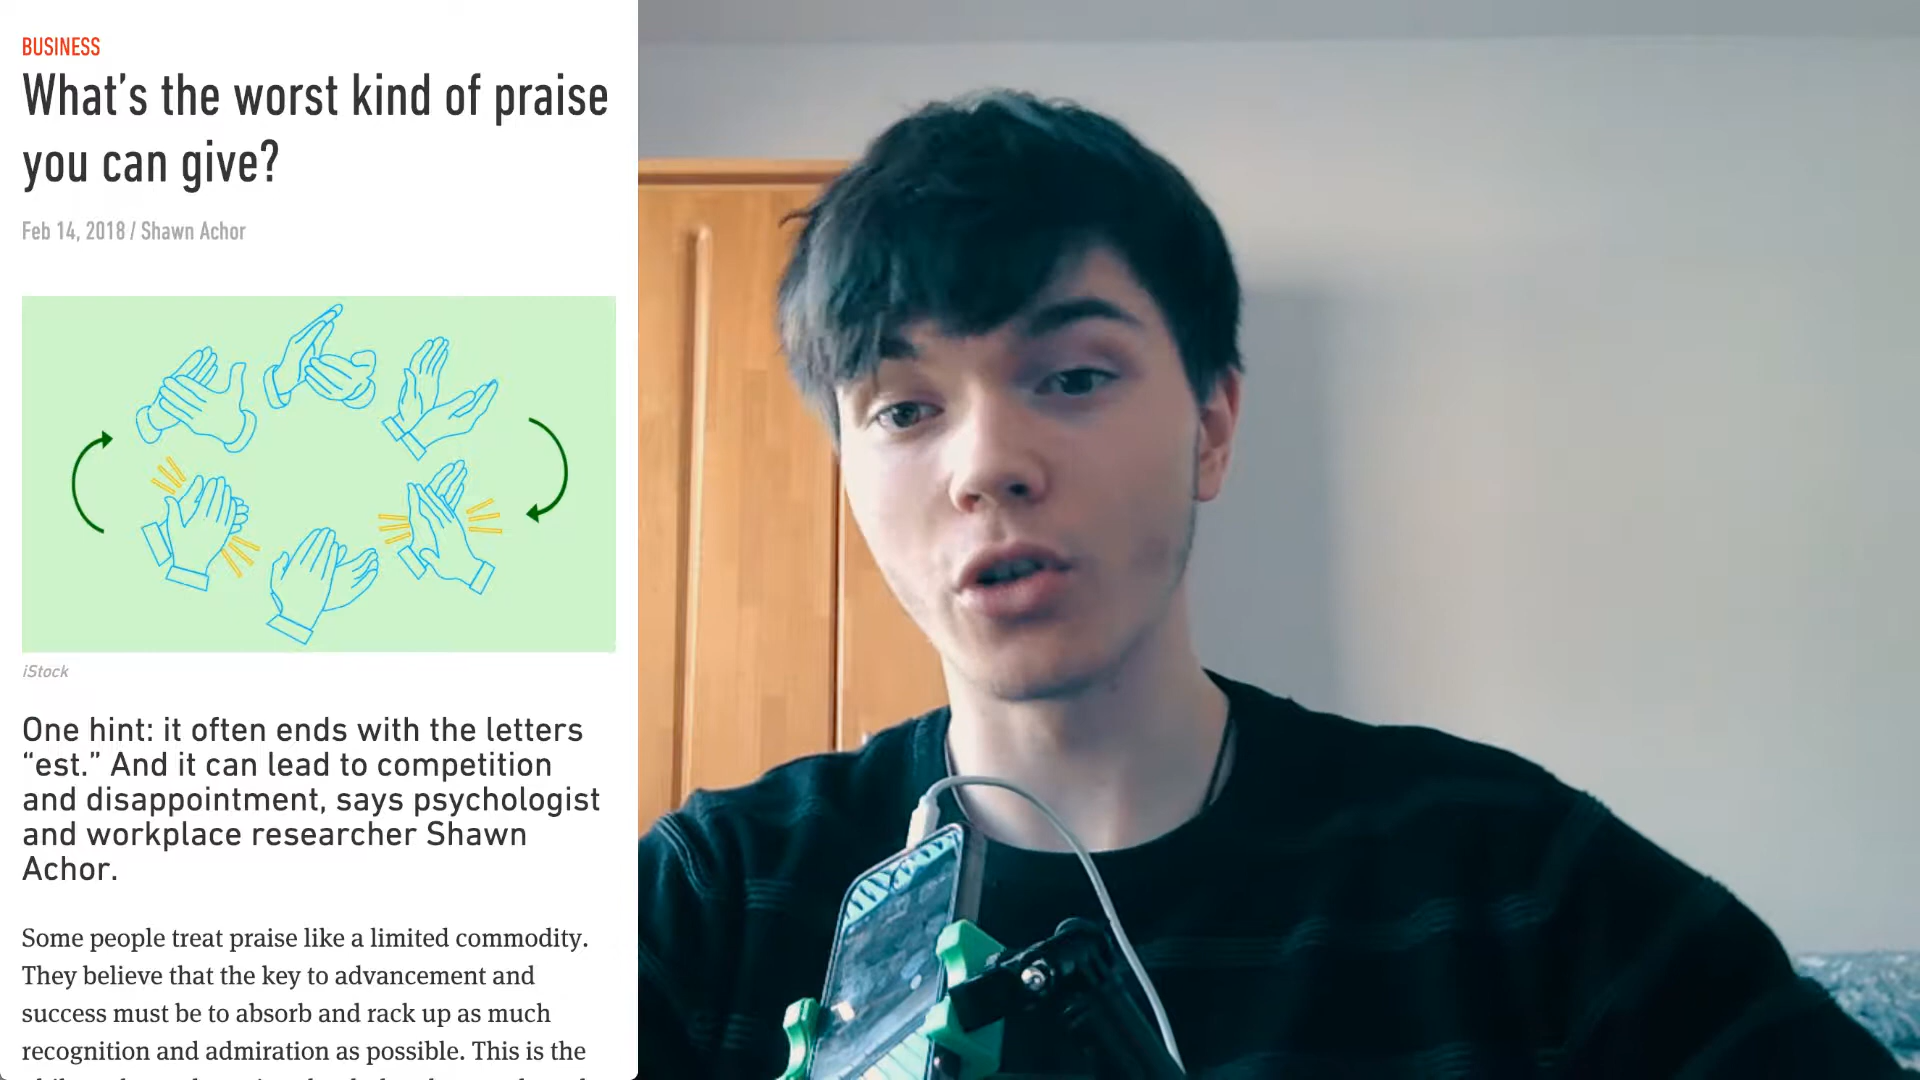 BUSINESS
What's the worst kind of praise
you can give?
Feb 14, 2018 / Shawn Achor
iStock
One hint: it often ends with the letters
“est.” And it can lead to competition
and disappointment, says psychologist
and workplace researcher Shawn
Achor.
Some people treat praise like a limited commodity.
They believe that the key to advancement and
success must be to absorb and rack up as much
recognition and admiration as possible. This is the